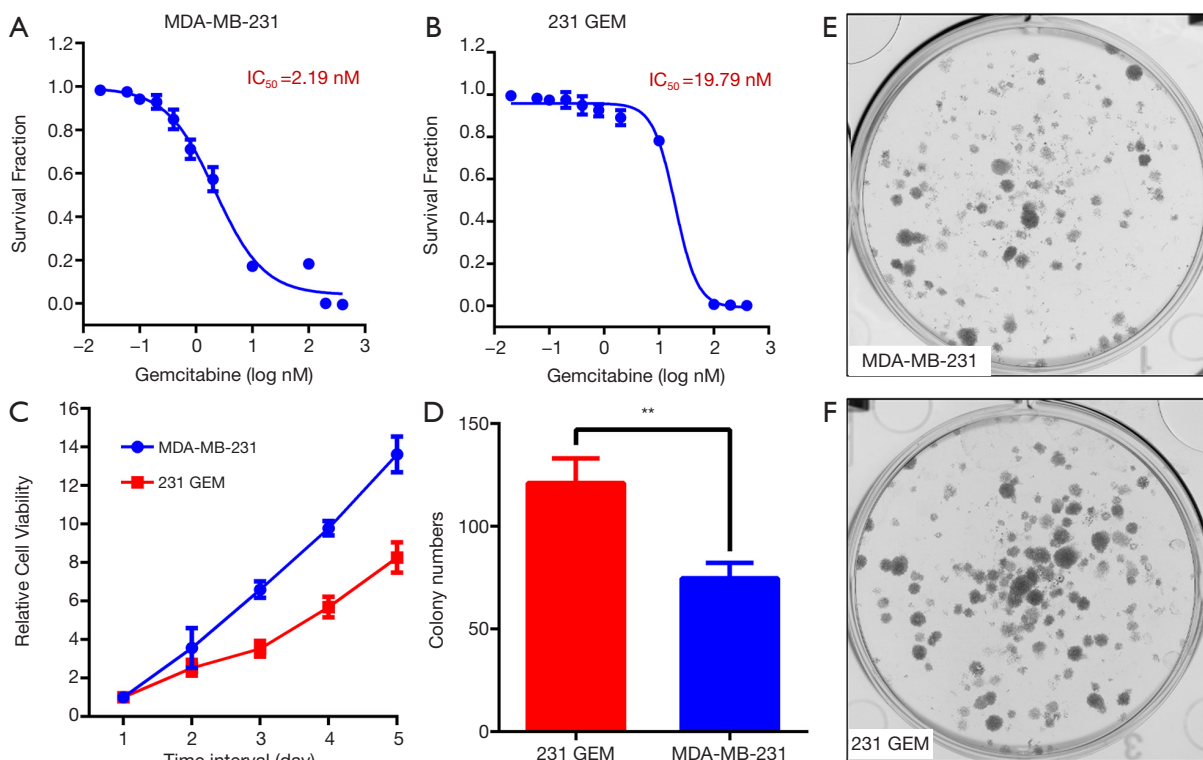 A
MDA-MB-231
IC50 =2.19 nM
Survival Fraction
1.2
1.0
0.8
0.6
0.4
0.2
0.0
−2 −1 0 1 2 3
Gemcitabine (log nM)
B
231 GEM
IC50 =19.79 nM
Survival Fraction
1.2
1.0
0.8
0.6
0.4
0.2
0.0
−2 −1 0 1 2 3
Gemcitabine (log nM)
E
MDA-MB-231
1
C
MDA-MB-231
231 GEM
Relative Cell Viability
16
14
12
10
8
6
4
2
0
1 2 3 4 5
Time interval (day)
D
**
Colony numbers
150
100
50
0
231 GEM MDA-MB-231
F
231 GEM
3